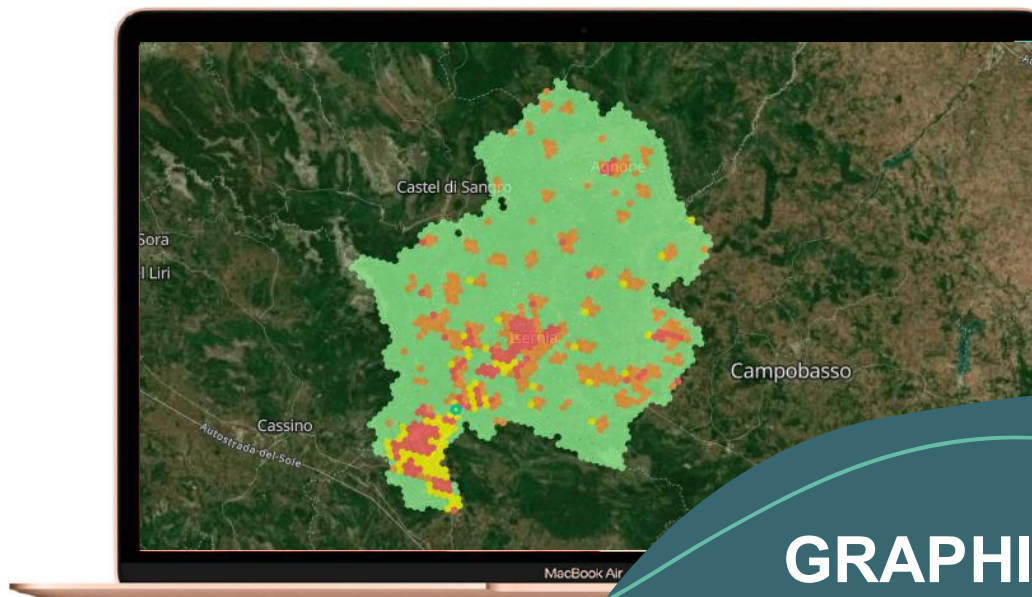 Agnone
Castel di Sangro
Sora
l Liri
Isernia
Campobasso
Cassino
Autostrada del Sole
MacBook Air
GRAPHI